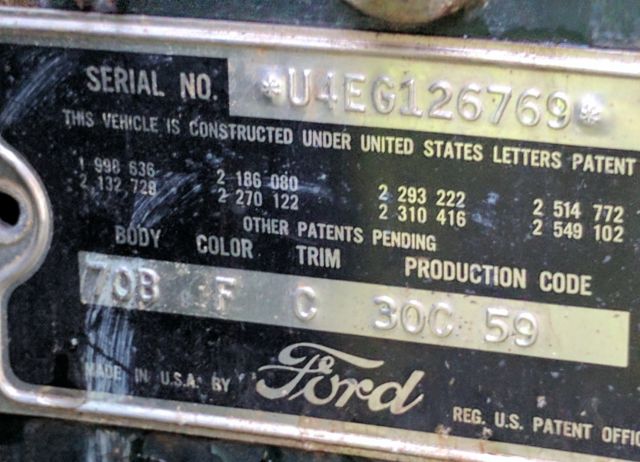 SERIAL NO. *U4EG126769*
THIS VEHICLE IS CONSTRUCTED UNDER UNITED STATES LETTERS PATENT
1 998 636 2 186 080 2 293 222 2 514 772
2 132 728 2 270 122 2 310 416 2 549 102
OTHER PATENTS PENDING
BODY COLOR TRIM PRODUCTION CODE
70B F C 30C 59
MADE IN U.S.A. BY Ford REG. U.S. PATENT OFFIC